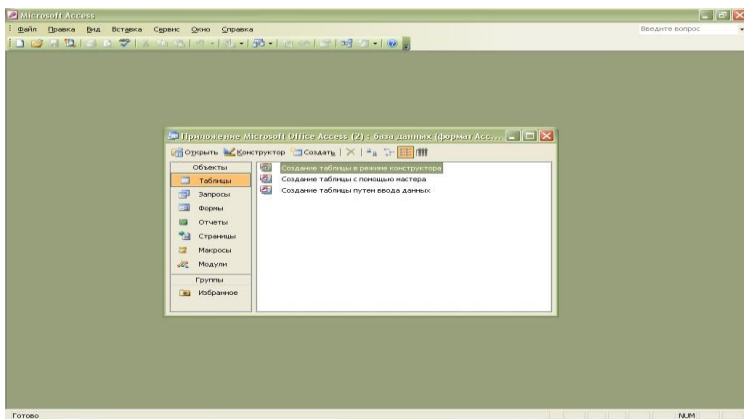 Microsoft Access
Файл Правка Вид Вставка Сервис Окно Справка
Введите вопрос
Приложение Microsoft Office Access (2) : база данных (формат Acc...
Открыть Конструктор Создать
Объекты
Таблицы
Запросы
Формы
Отчеты
Страницы
Макросы
Модули
Группы
Избранное
Создание таблицы в режиме конструктора
Создание таблицы с помощью мастера
Создание таблицы путем ввода данных
Готово
NUM